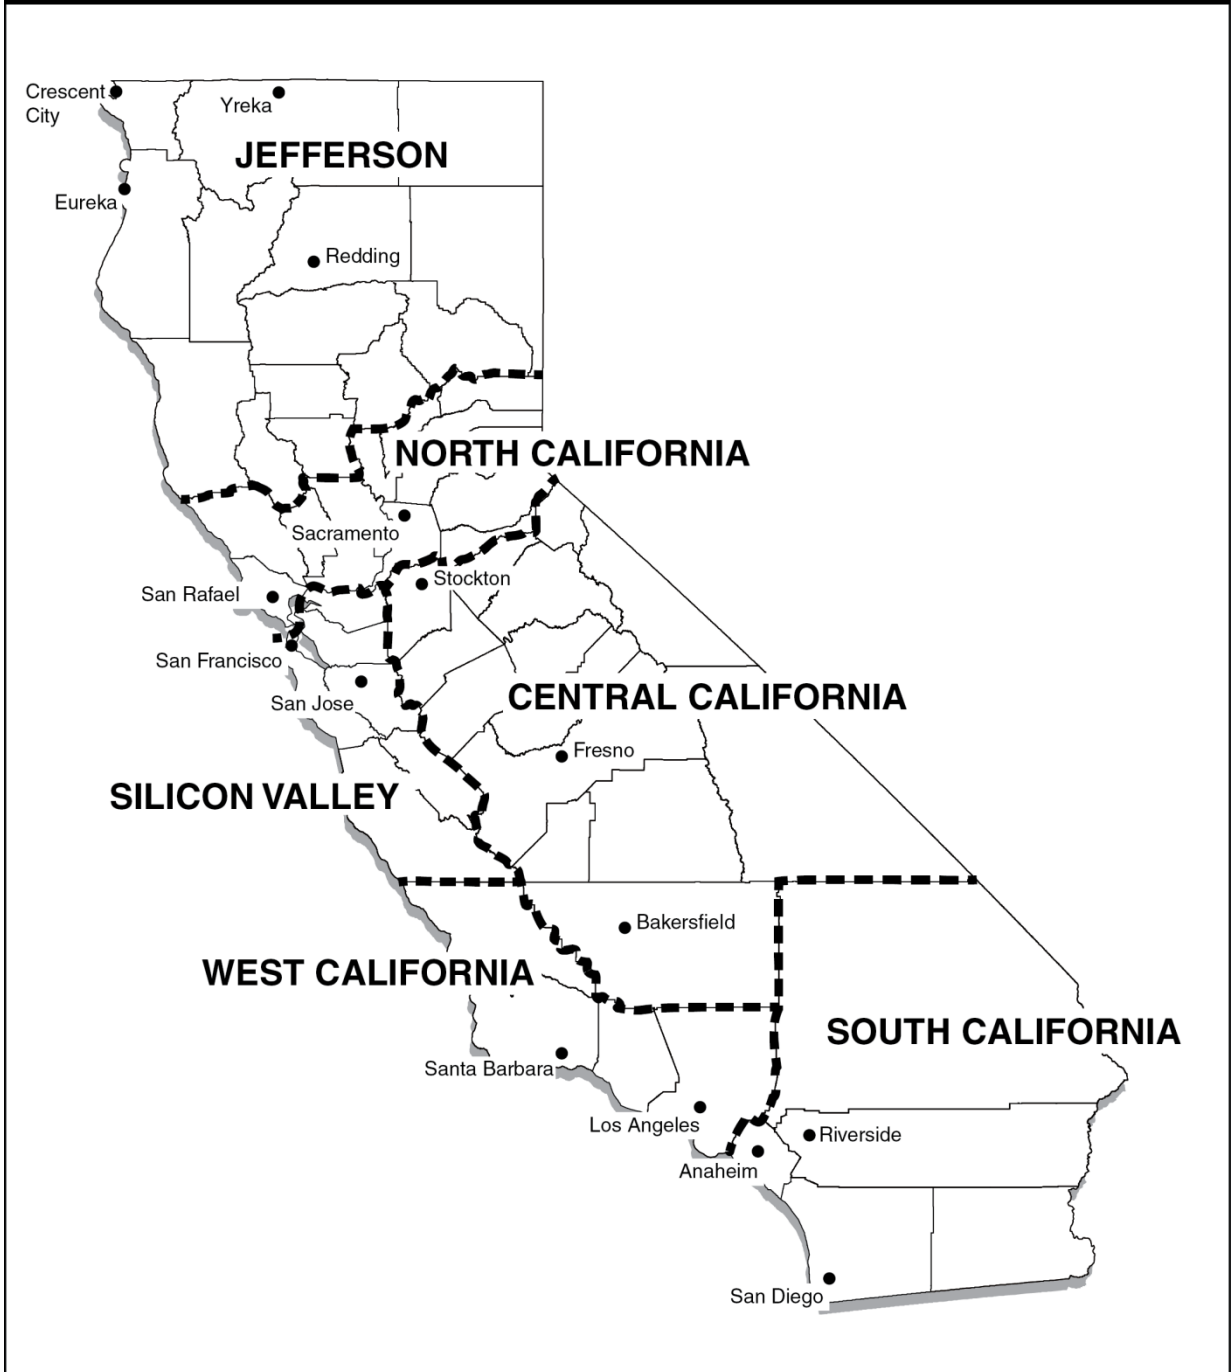 Crescent
City
Yreka
JEFFERSON
Eureka
Redding
NORTH CALIFORNIA
Sacramento
Stockton
San Rafael
San Francisco
San Jose
CENTRAL CALIFORNIA
Fresno
SILICON VALLEY
Bakersfield
WEST CALIFORNIA
SOUTH CALIFORNIA
Santa Barbara
Los Angeles
Riverside
Anaheim
San Diego